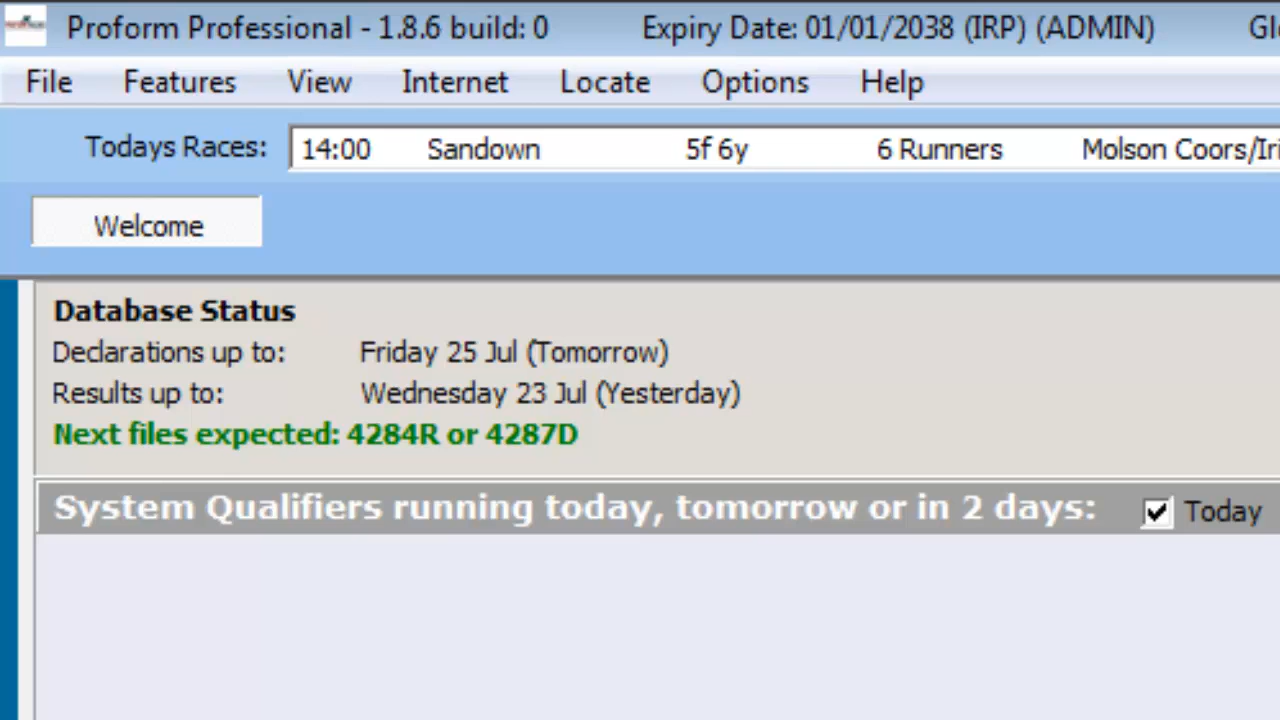 Proform Professional - 1.8.6 build: 0 Expiry Date: 01/01/2038 (IRP) (ADMIN)
File Features View Internet Locate Options Help
Todays Races: 14:00 Sandown 5f 6y 6 Runners Molson Coors/Iri
Welcome
Database Status
Declarations up to: Friday 25 Jul (Tomorrow)
Results up to: Wednesday 23 Jul (Yesterday)
Next files expected: 4284R or 4287D
System Qualifiers running today, tomorrow or in 2 days: Today